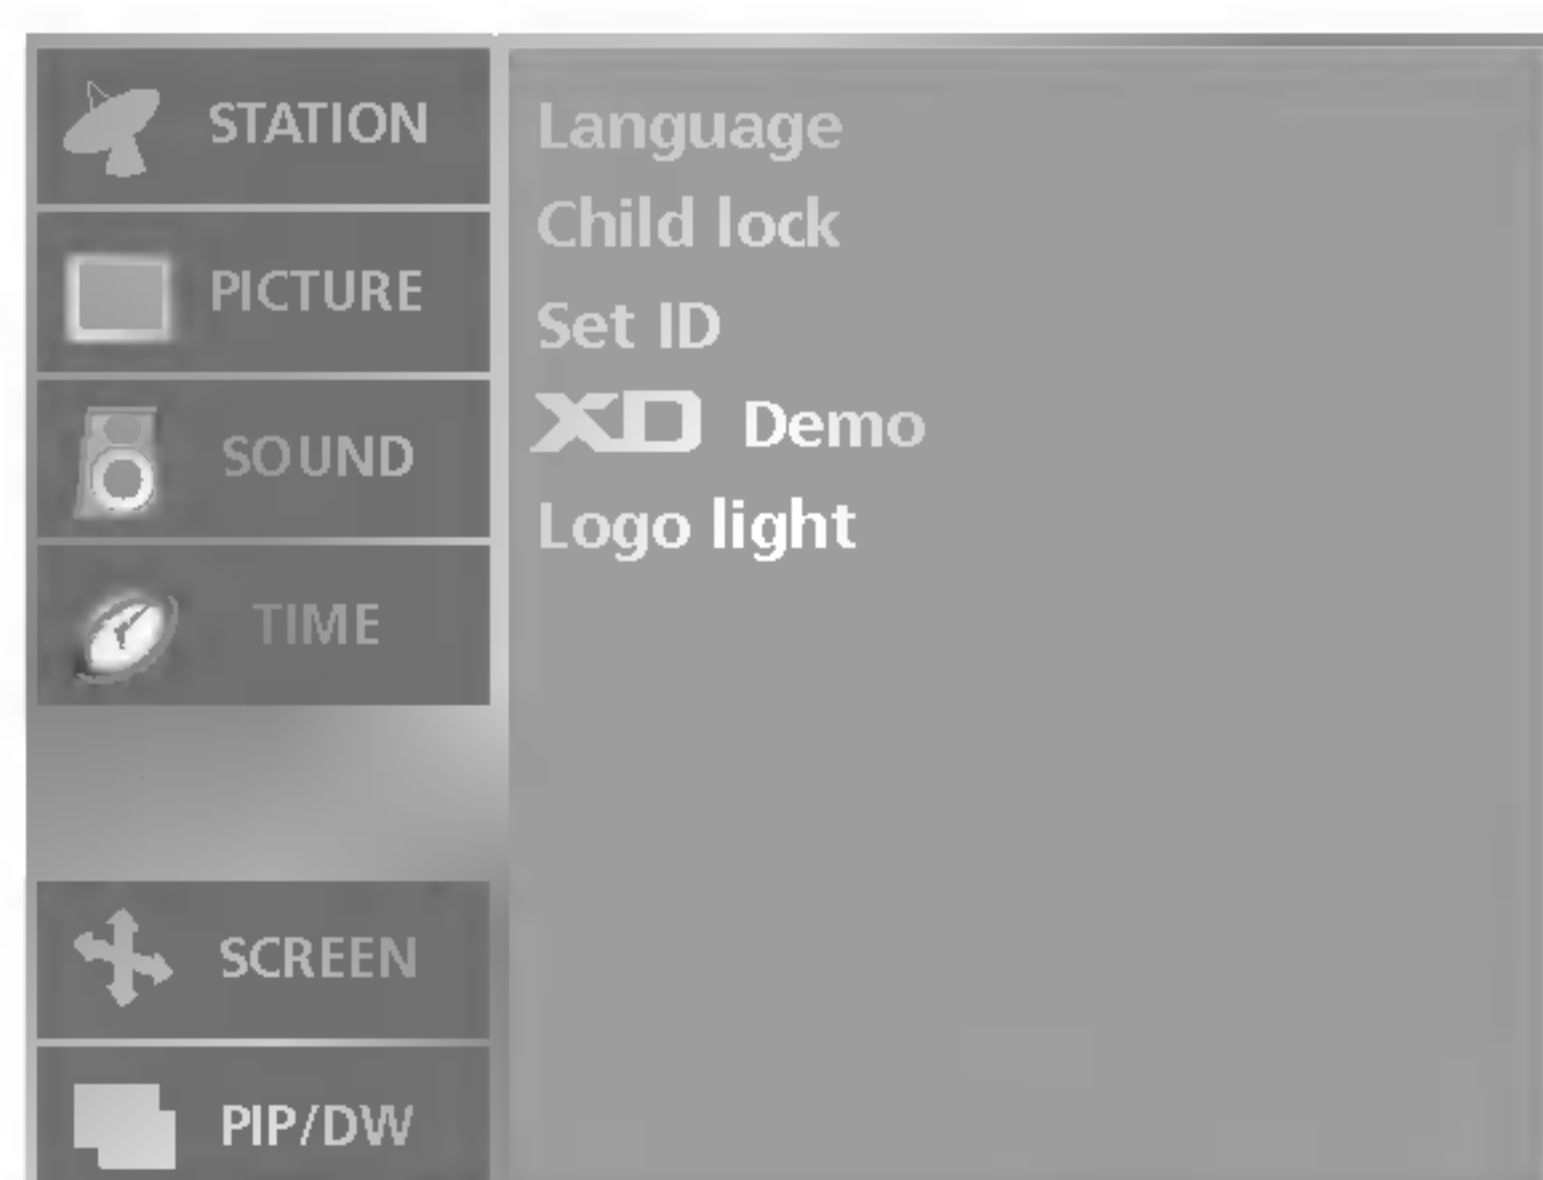 STATION
PICTURE
SOUND
TIME
SCREEN
PIP/DW
Language
Child lock
Set ID
XD Demo
Logo light